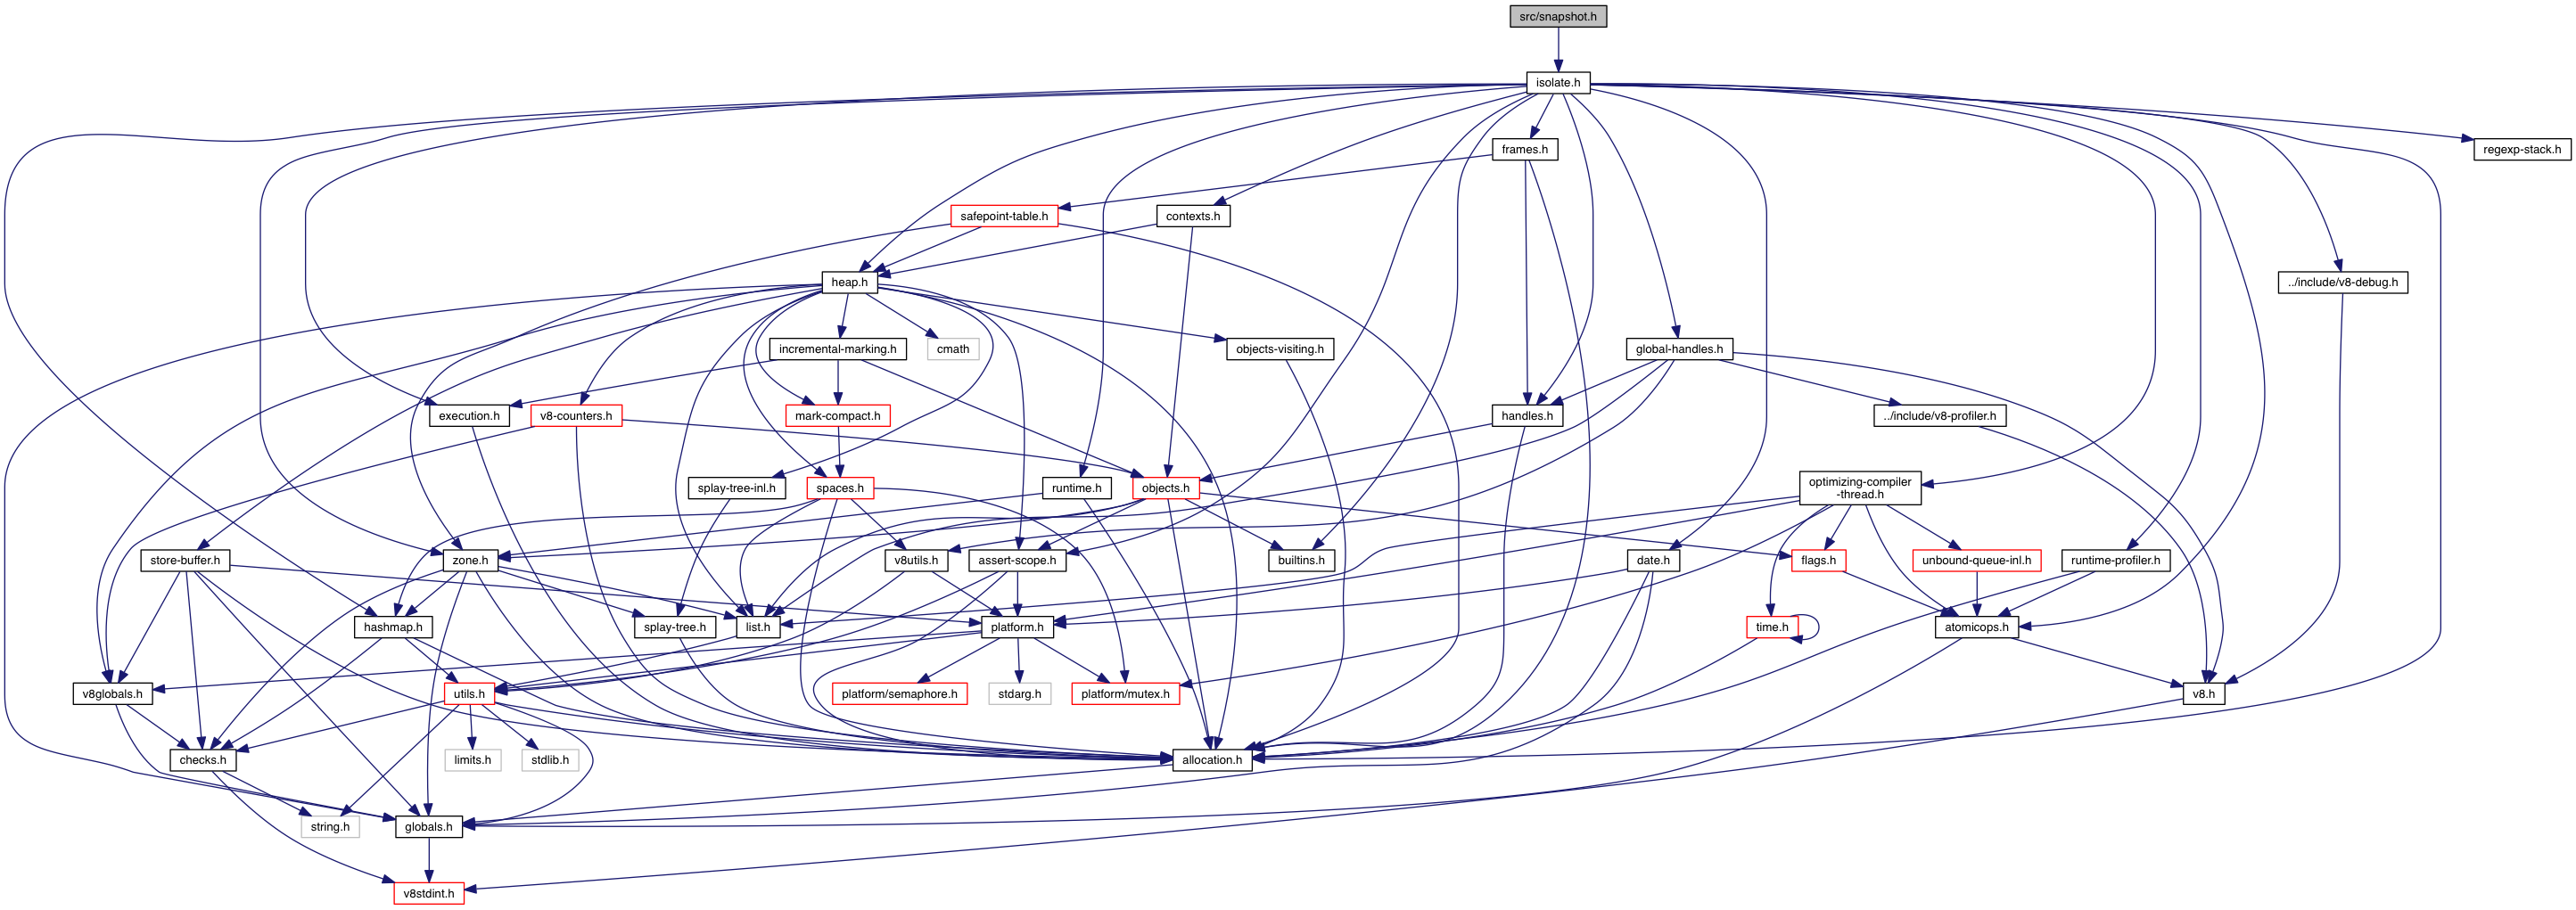 src/snapshot.h
isolate.h
frames.h
regexp-stack.h
safepoint-table.h
contexts.h
heap.h
../include/v8-debug.h
incremental-marking.h
cmath
objects-visiting.h
global-handles.h
execution.h
v8-counters.h
mark-compact.h
handles.h
../include/v8-profiler.h
splay-tree-inl.h
spaces.h
runtime.h
objects.h
optimizing-compiler
-thread.h
store-buffer.h
zone.h
v8utils.h
assert-scope.h
builtins.h
date.h
flags.h
unbound-queue-inl.h
runtime-profiler.h
hashmap.h
splay-tree.h
list.h
platform.h
time.h
atomicops.h
v8globals.h
utils.h
platform/semaphore.h
stdarg.h
platform/mutex.h
v8.h
checks.h
limits.h
stdlib.h
allocation.h
string.h
globals.h
v8stdint.h